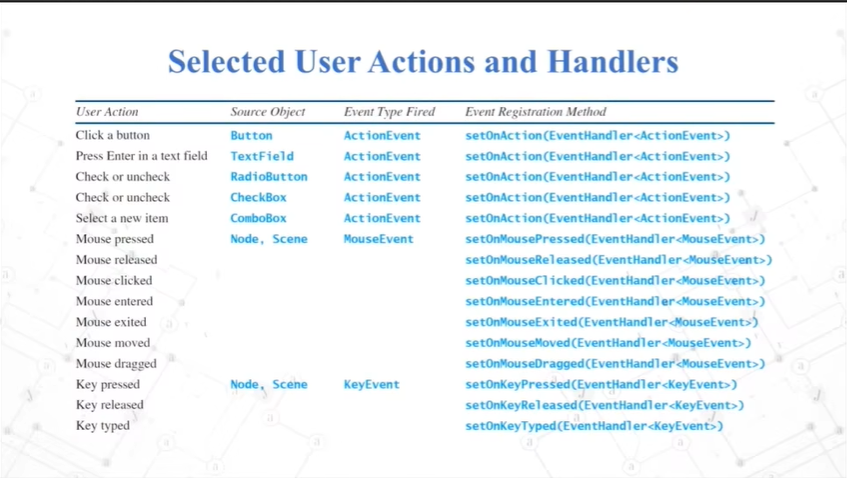 Selected User Actions and Handlers
User Action Source Object Event Type Fired Event Registration Method
Click a button Button ActionEvent setOnAction(EventHandler<ActionEvent>)
Press Enter in a text field TextField ActionEvent setOnAction(EventHandler<ActionEvent>)
Check or uncheck RadioButton ActionEvent setOnAction(EventHandler<ActionEvent>)
Check or uncheck CheckBox ActionEvent setOnAction(EventHandler<ActionEvent>)
Select a new item ComboBox ActionEvent setOnAction(EventHandler<ActionEvent>)
Mouse pressed Node, Scene MouseEvent setOnMousePressed(EventHandler<MouseEvent>)
Mouse released setOnMouseReleased(EventHandler<MouseEvent>)
Mouse clicked setOnMouseClicked(EventHandler<MouseEvent>)
Mouse entered setOnMouseEntered(EventHandler<MouseEvent>)
Mouse exited setOnMouseExited(EventHandler<MouseEvent>)
Mouse moved setOnMouseMoved(EventHandler<MouseEvent>)
Mouse dragged setOnMouseDragged(EventHandler<MouseEvent>)
Key pressed Node, Scene KeyEvent setOnKeyPressed(EventHandler<KeyEvent>)
Key released setOnKeyReleased(EventHandler<KeyEvent>)
Key typed setOnKeyTyped(EventHandler<KeyEvent>)